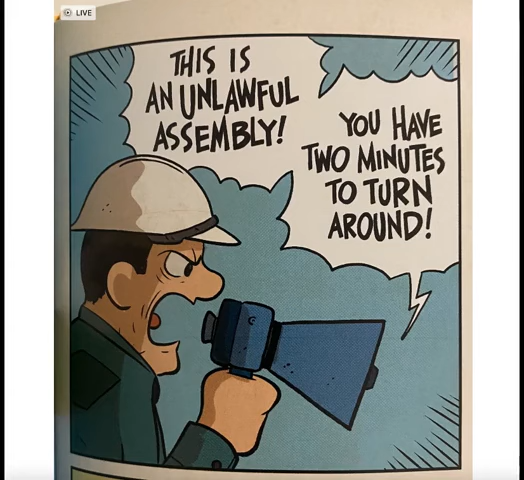 LIVE
THIS IS
AN UNLAWFUL
ASSEMBLY!
YOU HAVE
TWO MINUTES
TO TURN
AROUND!